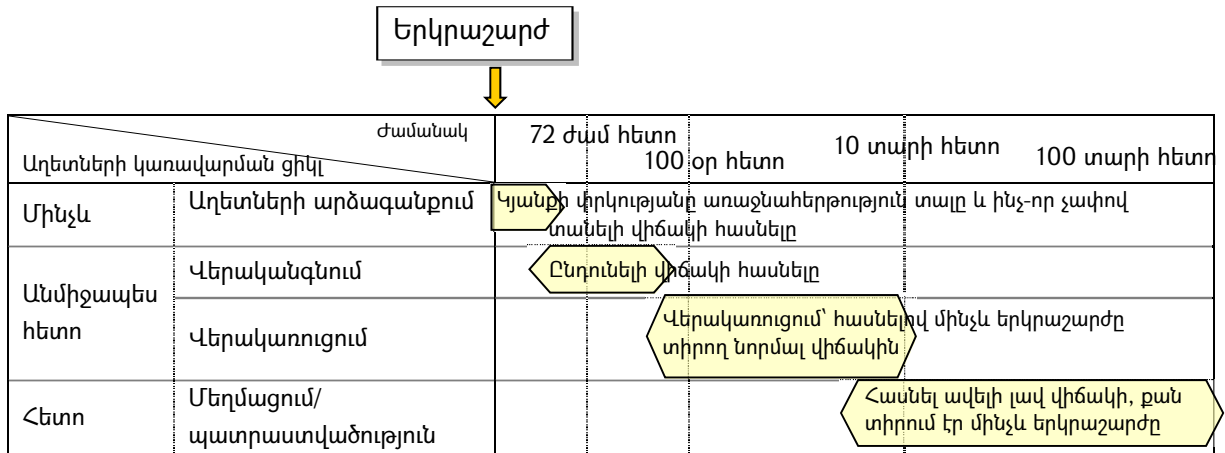 Երկրաշարժ
Ժամանակ
Աղետների կառավարման ցիկլ
72 ժամ հետո
100 օր հետո
10 տարի հետո
100 տարի հետո
Մինչև
Աղետների արձագանքում
Կյանքի փրկությանը առաջնահերթություն տալը և ինչ-որ չափով
տանելի վիճակի հասնելը
Անմիջապես
հետո
Վերականգնում
Ընդունելի վիճակի հասնելը
Վերակառուցում
Վերակառուցում՝ հասնելով մինչև երկրաշարժը
տիրող նորմալ վիճակին
Հետո
Մեղմացում/
պատրաստվածություն
Հասնել ավելի լավ վիճակի, քան
տիրում էր մինչև երկրաշարժը